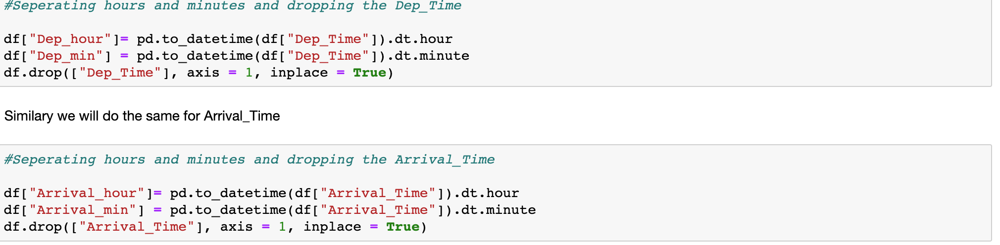 #Seperating hours and minutes and dropping the Dep_Time
df["Dep_hour"]= pd.to_datetime(df["Dep_Time"]).dt.hour
df["Dep_min"] = pd.to_datetime(df["Dep_Time"]).dt.minute
df.drop(["Dep_Time"], axis = 1, inplace = True)
Similary we will do the same for Arrival_Time
#Seperating hours and minutes and dropping the Arrival_Time
df["Arrival_hour"]= pd.to_datetime(df["Arrival_Time"]).dt.hour
df["Arrival_min"] = pd.to_datetime(df["Arrival_Time"]).dt.minute
df.drop(["Arrival_Time"], axis = 1, inplace = True)